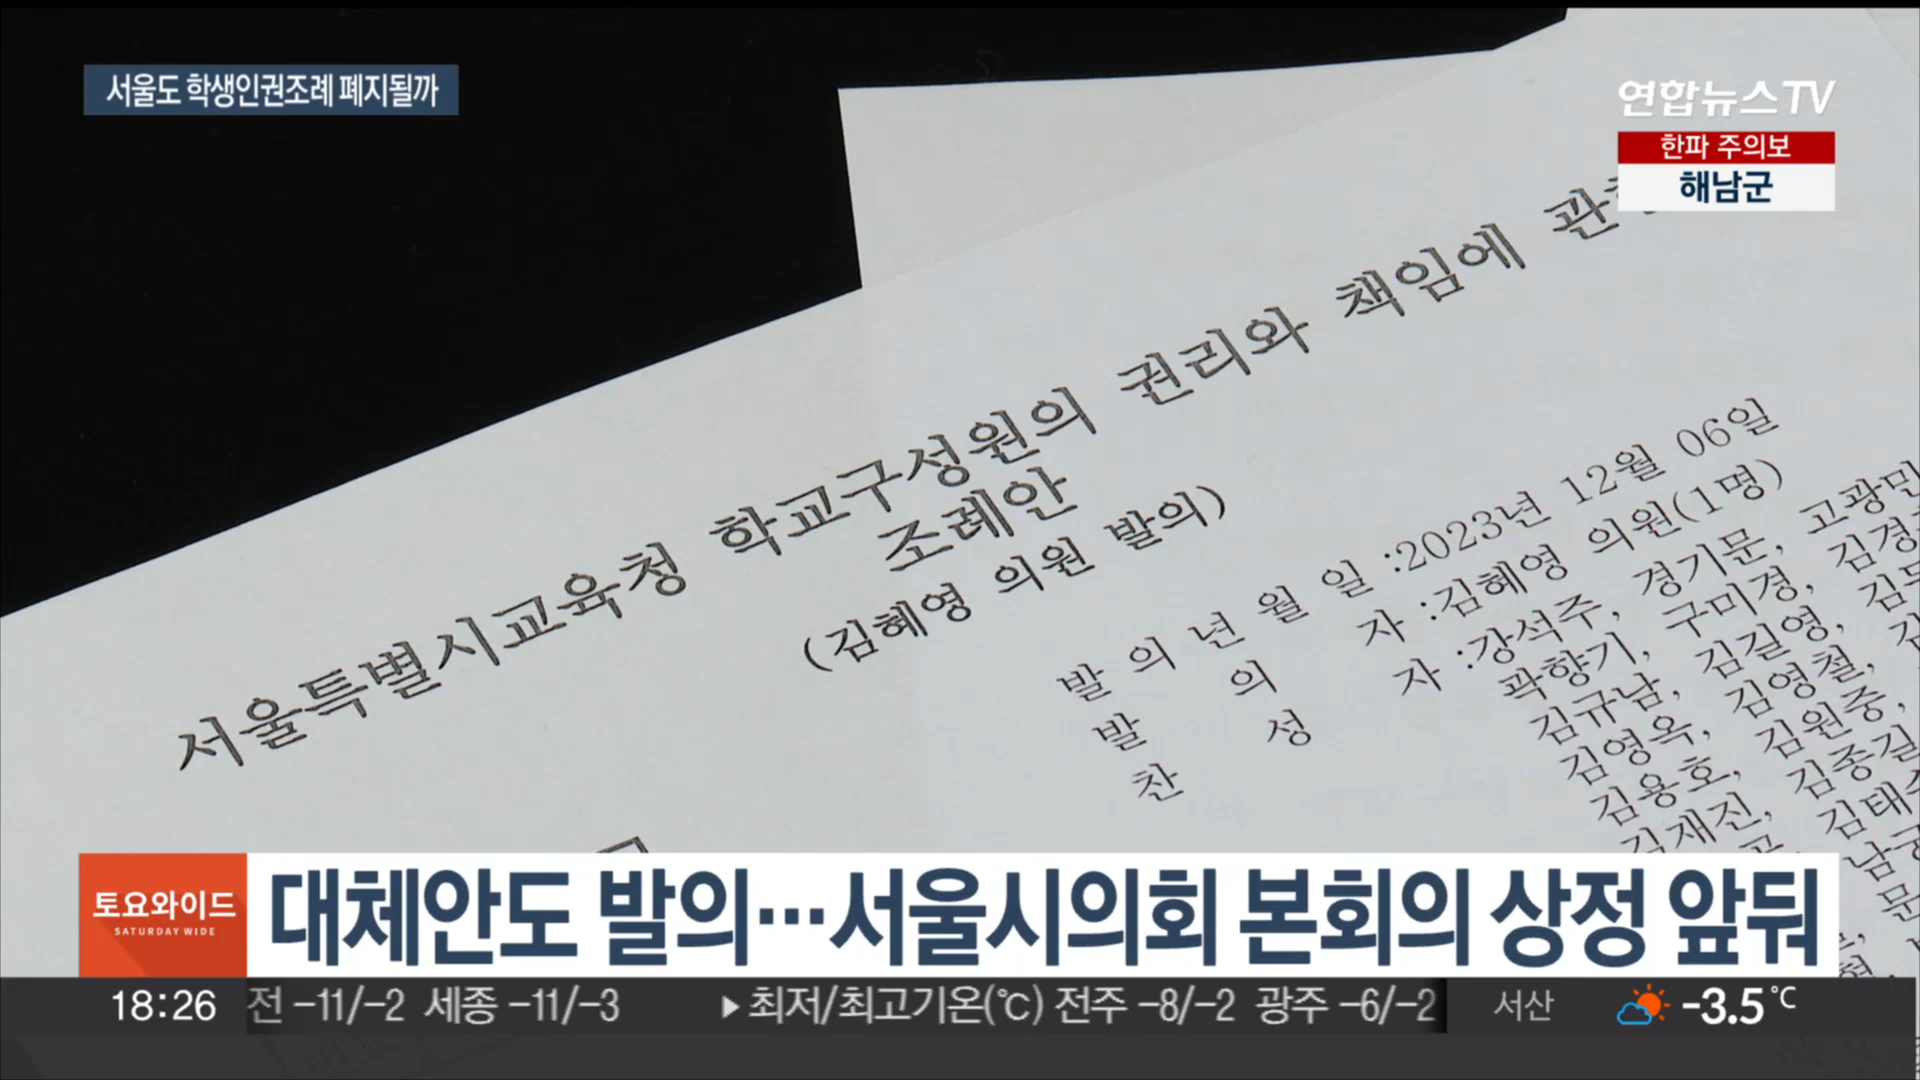 서울도 학생인권조례 폐지될까
연합뉴스TV
한파 주의보
해남군
서울특별시교육청 학교구성원의 권리와 책임에
조례안
(김혜영 의원 발의)
발 의 년 월 일 :2023년 12월 06일
발 의 자 :김혜영 의원(1명)
찬 성 자 :강석주, 경기문, 고광민
곽향기, 구미경,
김규남, 김길영,
김영옥, 김영철,
김용호, 김원중,
김재진, 김종길
토요와이드
SATURDAY WIDE
대체안도 발의…서울시의회 본회의 상정 앞둬
18:26 전 -11/-2 세종 -11/-3 ▶최저/최고기온(℃) 전주 -8/-2 광주 -6/-2 서산 -3.5℃